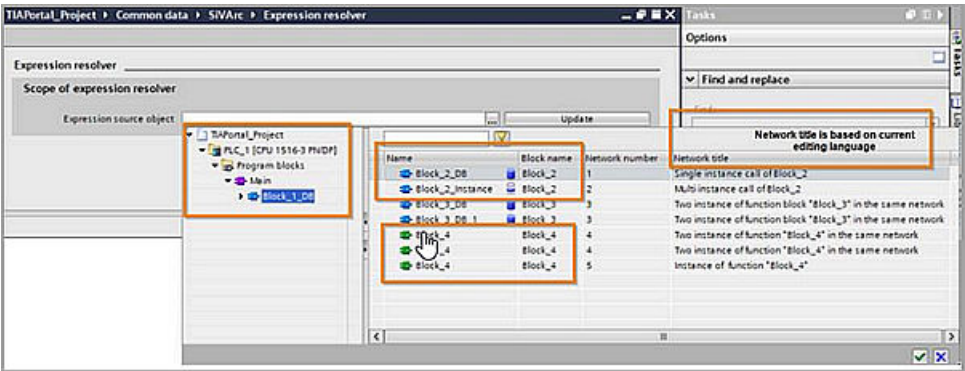 TIAPortal_Project ▸ Common data ▸ SiVArc ▸ Expression resolver
Tasks
Options
Find and replace
Expression resolver
Scope of expression resolver
Expression source object
...
Update
TIAPortal_Project
PLC_1 [CPU 1516-3 PN/DP]
Program blocks
Main
Block_1_DB
Network title is based on current
editing language
Name Block name Network number Network title
Block_2_DB Block_2 1 Single instance call of Block_2
Block_2_Instance Block_2 2 Multi instance call of Block_2
Block_3_DB Block_3 3 Two instance of function block "Block_3" in the same network
Block_3_DB_1 Block_3 3 Two instance of function block "Block_3" in the same network
Block_4 Block_4 4 Two instance of function "Block_4" in the same network
Block_4 4 Two instance of function "Block_4" in the same network
Block_4 Block_4 5 Instance of function "Block_4"
Tasks